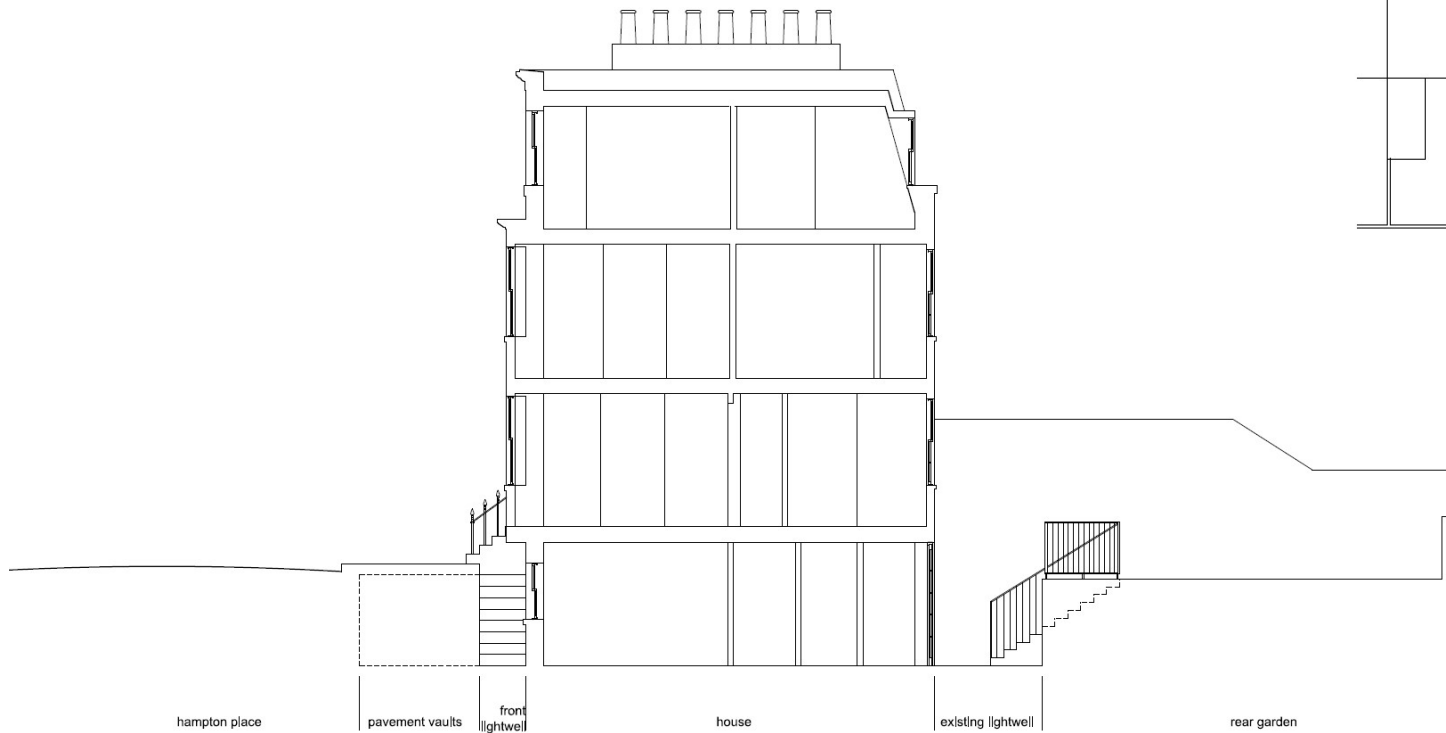 hampton place
pavement vaults
front
lightwell
house
existing lightwell
rear garden